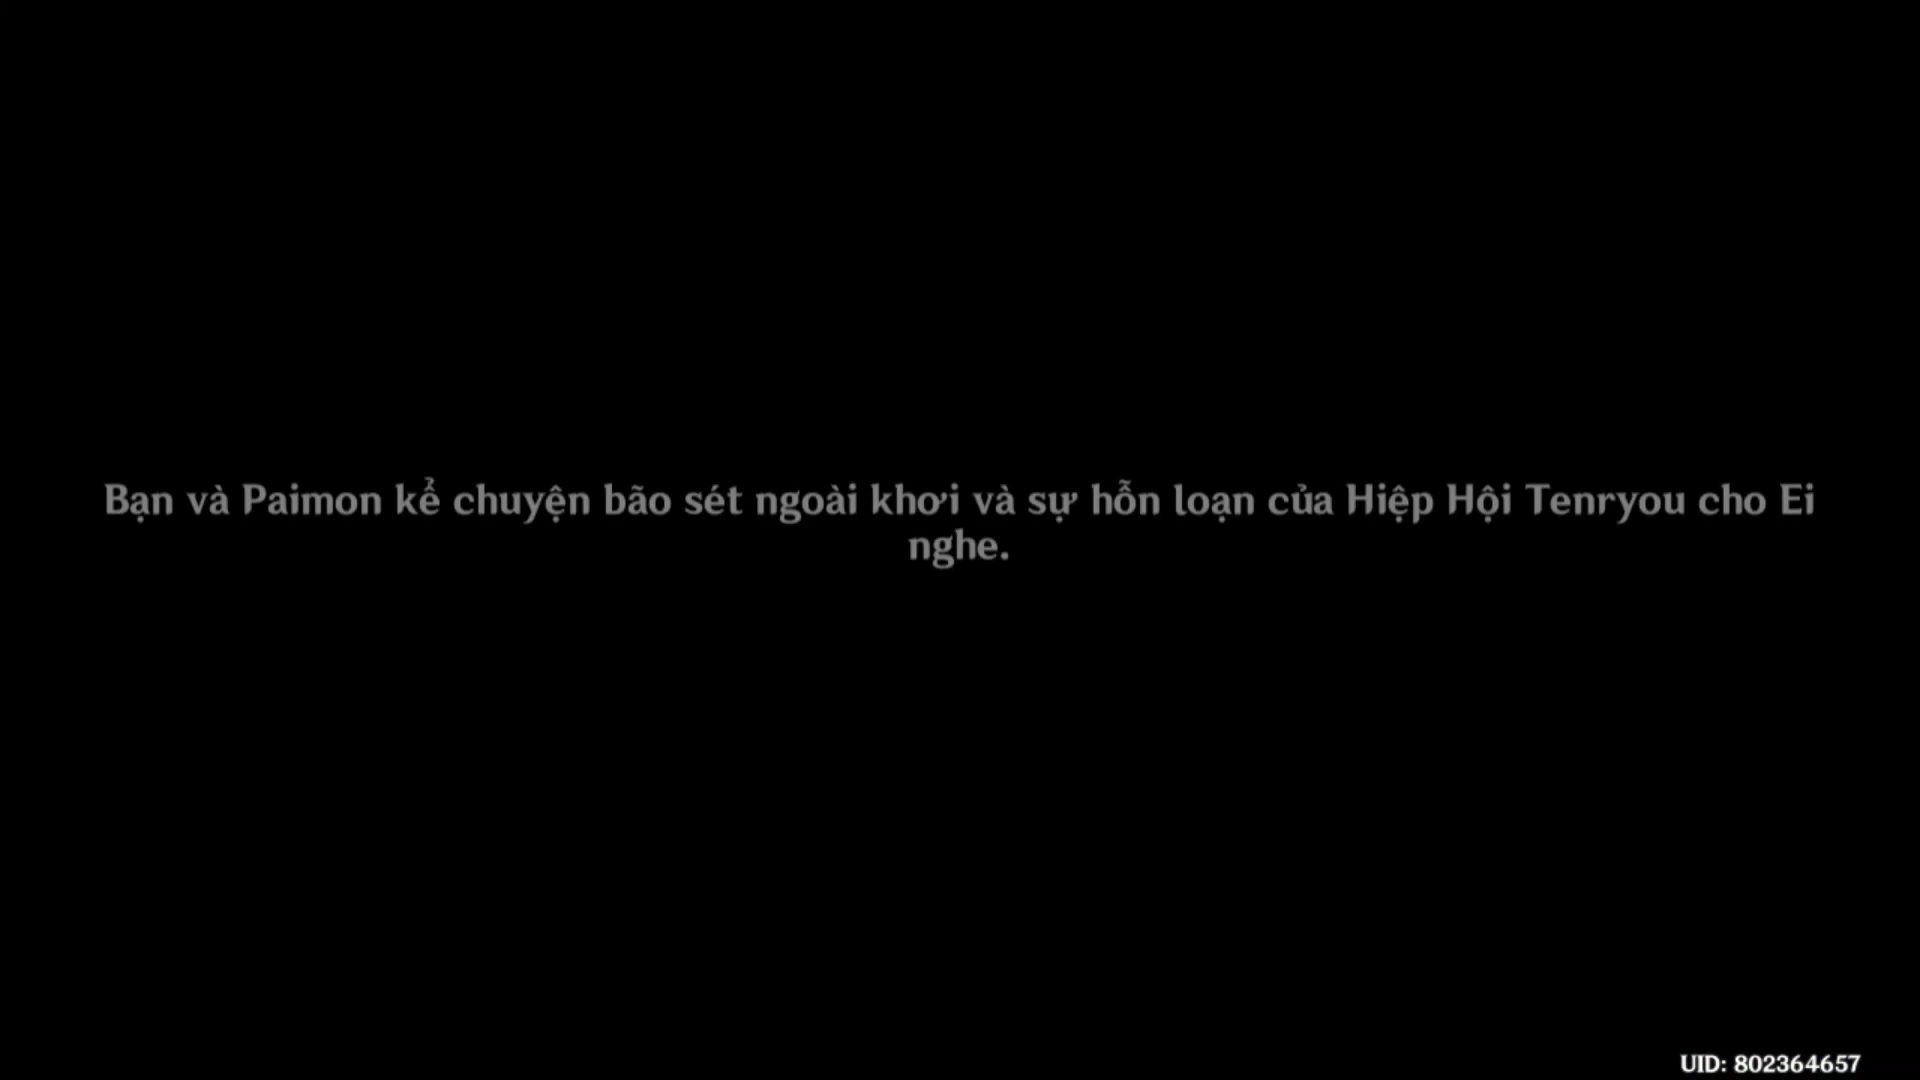 Bạn và Paimon kể chuyện bão sét ngoài khơi và sự hỗn loạn của Hiệp Hội Tenryou cho Ei
nghe.
UID: 802364657